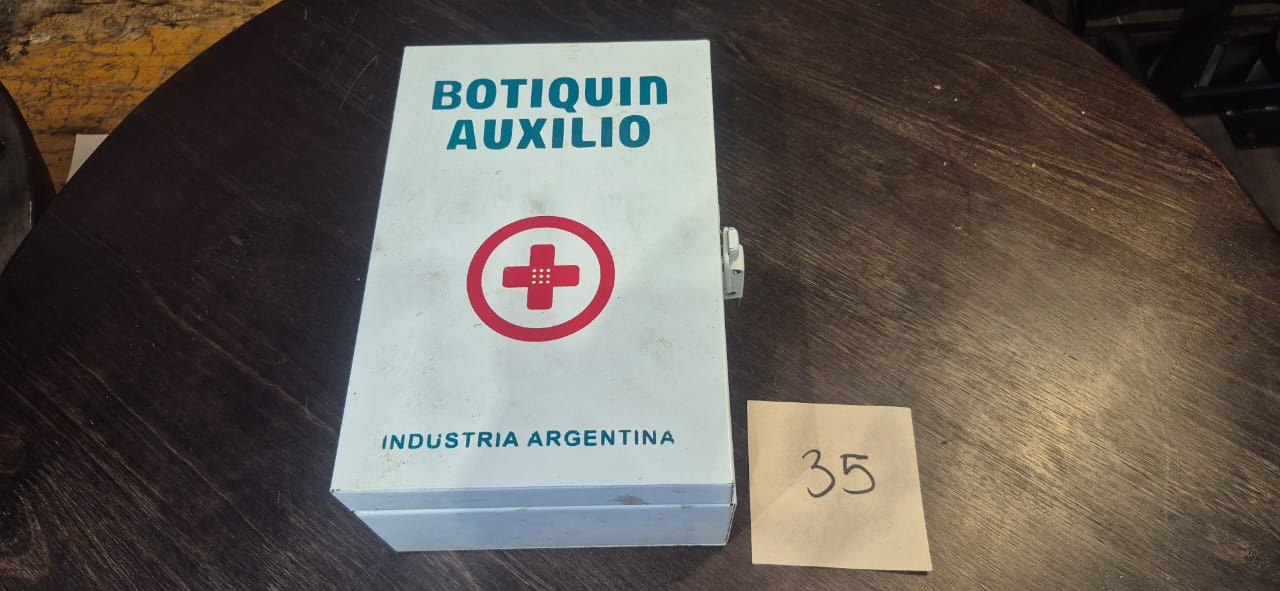 BOTIQUIN
AUXILIO
INDUSTRIA ARGENTINA
35